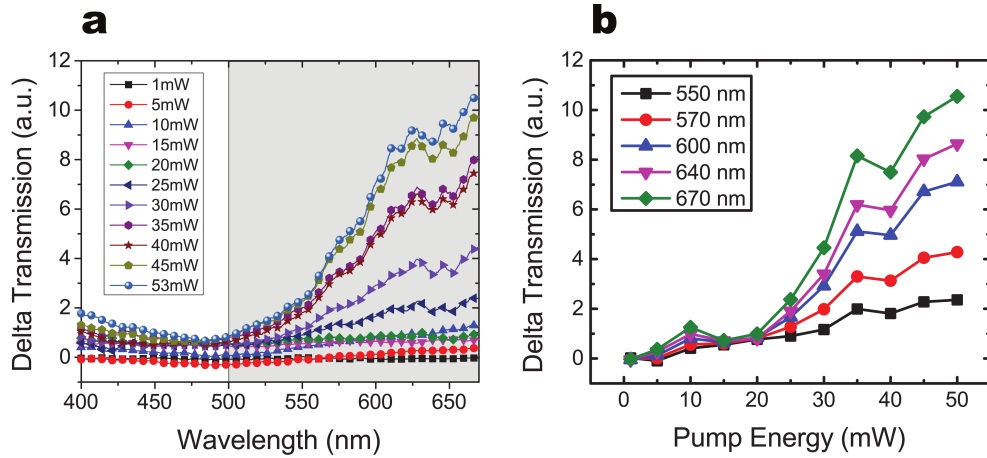 a
12
10
8
6
4
2
0
Delta Transmission (a.u.)
1mW
5mW
10mW
15mW
20mW
25mW
30mW
35mW
40mW
45mW
53mW
400 450 500 550 600 650
Wavelength (nm)
b
12
10
8
6
4
2
0
Delta Transmission (a.u.)
550 nm
570 nm
600 nm
640 nm
670 nm
0 10 20 30 40 50
Pump Energy (mW)